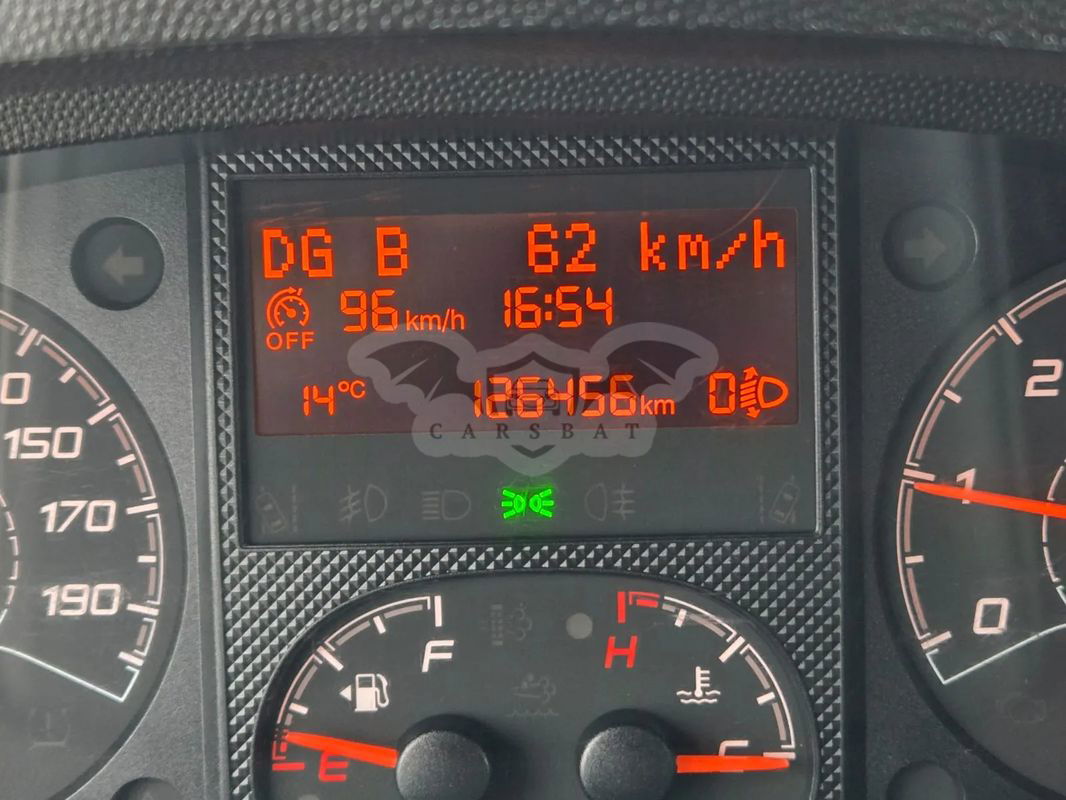 DG B 62 km/h
OFF 96 km/h 16:54
14°C 126456 km 0
CARSBAT
150
170
190
2
1
0
F
E
H
C